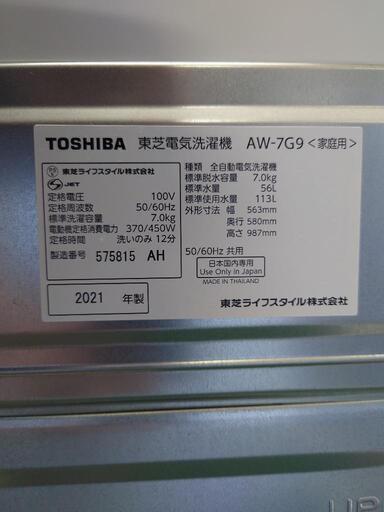 TOSHIBA 東芝電気洗濯機 AW-7G9 <家庭用>
東芝ライフスタイル株式会社
JET
定格電圧 100V
定格周波数 50/60Hz
標準洗濯容量 7.0kg
電動機定格消費電力 370/450W
定格時間 洗いのみ 12分
製造番号 575815 AH
2021 年製
種類 全自動電気洗濯機
標準脱水容量 7.0kg
標準水量 56L
標準使用水量 113L
外形寸法 幅 563mm
奥行 580mm
高さ 987mm
50/60Hz 共用
日本国内専用
Use Only in Japan
MADE IN THAILAND
東芝ライフスタイル株式会社
UP